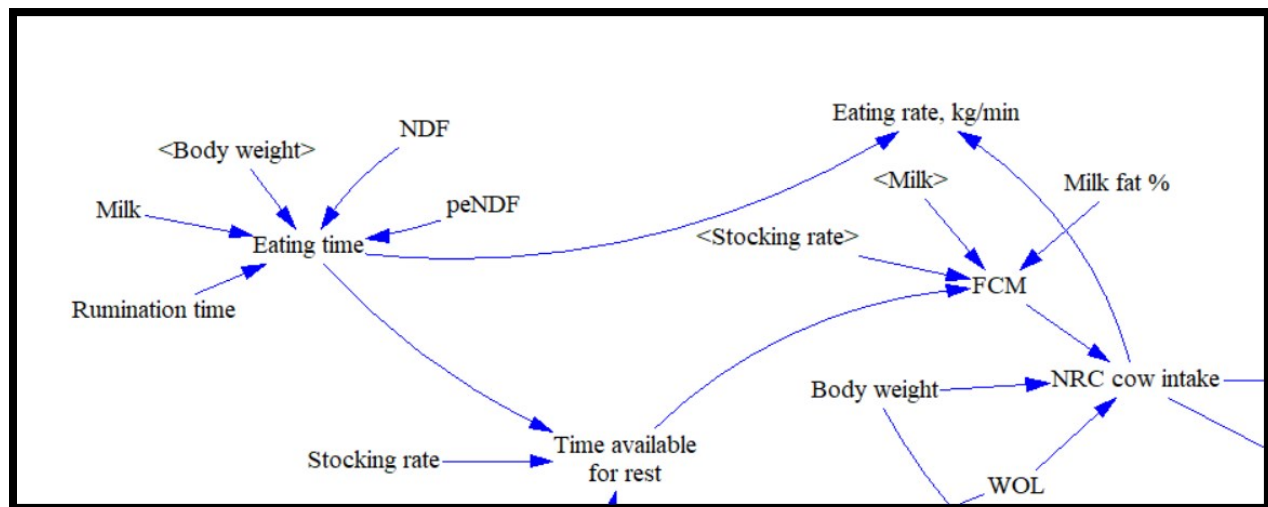 Eating rate, kg/min
NDF
<Body weight>
<Milk>
Milk fat %
Milk
peNDF
Eating time
<Stocking rate>
FCM
Rumination time
NRC cow intake
Body weight
Time available
for rest
Stocking rate
WOL